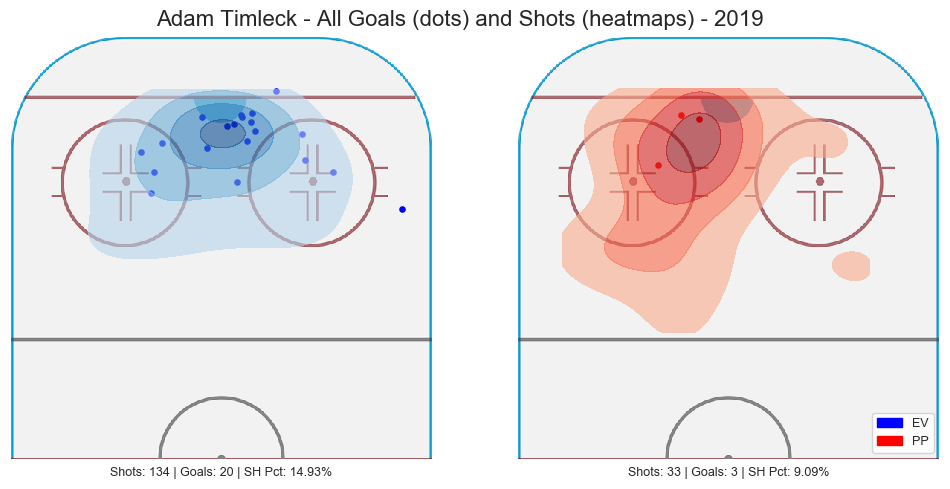 Adam Timleck - All Goals (dots) and Shots (heatmaps) - 2019
EV
PP
Shots: 134 | Goals: 20 | SH Pct: 14.93%
Shots: 33 | Goals: 3 | SH Pct: 9.09%